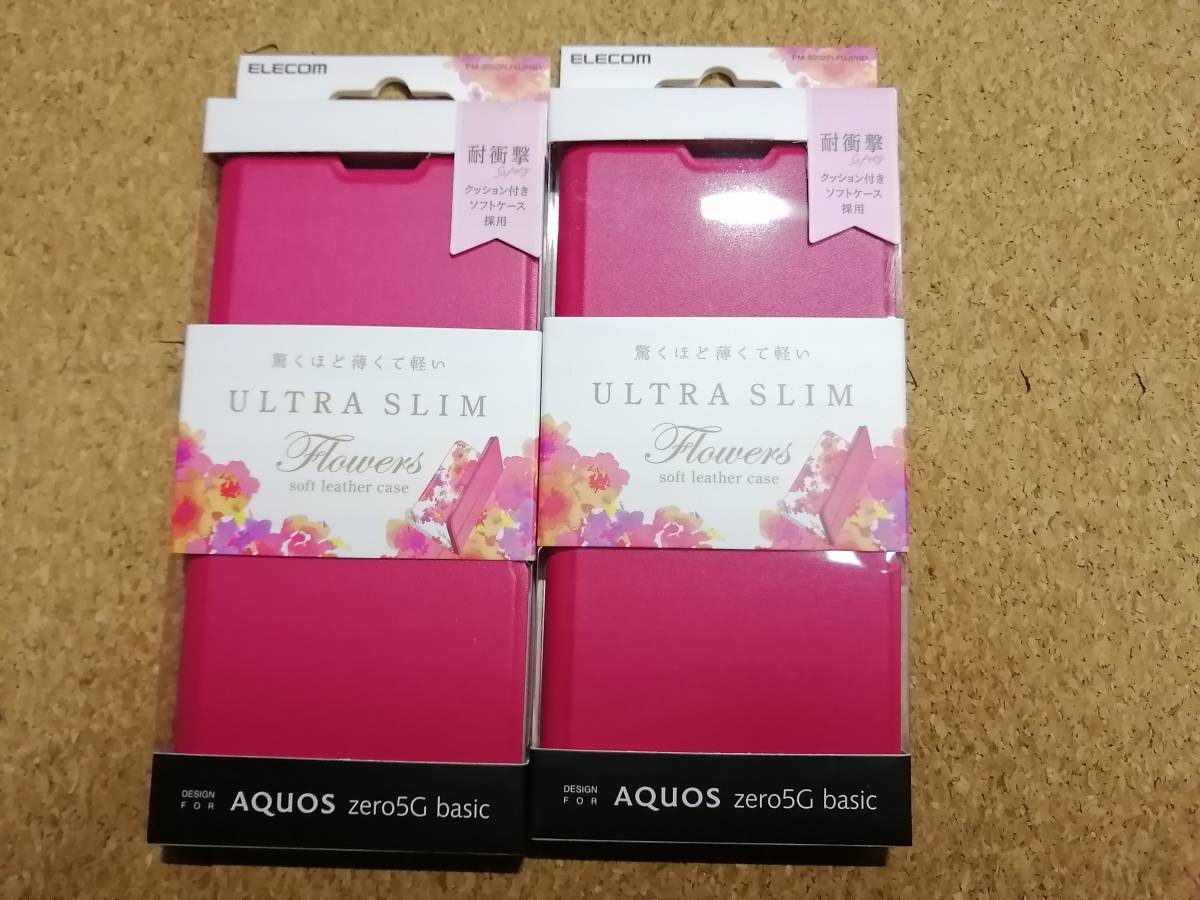 ELECOM
耐衝撃
Safety
クッション付き
ソフトケース
採用
驚くほど薄くて軽い
ULTRA SLIM
Flowers
soft leather case
DESIGN
FOR
AQUOS zero5G basic
ELECOM
耐衝撃
Safety
クッション付き
ソフトケース
採用
驚くほど薄くて軽い
ULTRA SLIM
Flowers
soft leather case
DESIGN
FOR
AQUOS zero5G basic